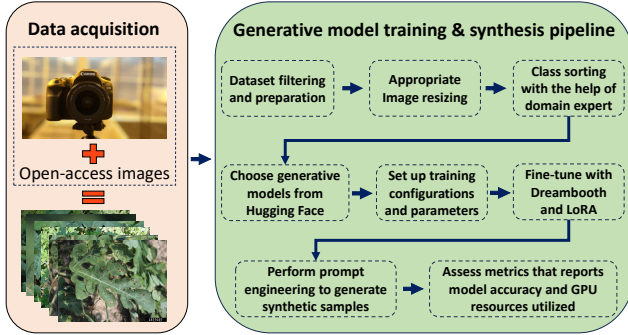 Data acquisition
Canon
+
Open-access images
=
Generative model training & synthesis pipeline
Dataset filtering
and preparation
Appropriate
Image resizing
Class sorting
with the help of
domain expert
Choose generative
models from
Hugging Face
Set up training
configurations
and parameters
Fine-tune with
Dreambooth
and LoRA
Perform prompt
engineering to generate
synthetic samples
Assess metrics that reports
model accuracy and GPU
resources utilized